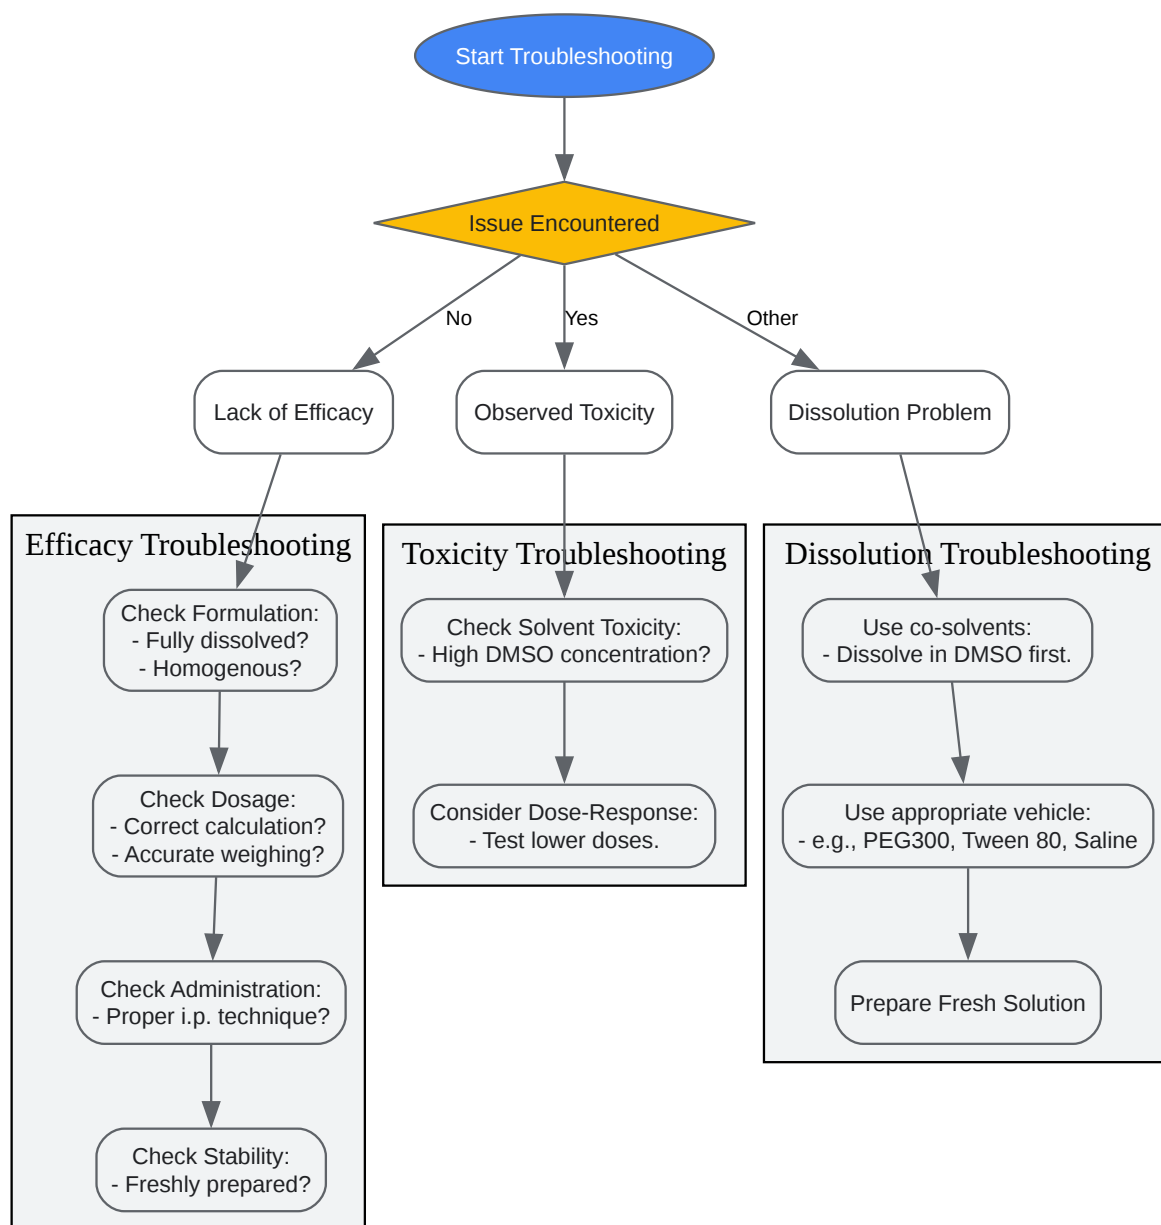 Start Troubleshooting
Issue Encountered
No
Yes
Other
Lack of Efficacy
Observed Toxicity
Dissolution Problem
Efficacy Troubleshooting
Check Formulation:
- Fully dissolved?
- Homogenous?
Check Dosage:
- Correct calculation?
- Accurate weighing?
Check Administration:
- Proper i.p. technique?
Check Stability:
- Freshly prepared?
Toxicity Troubleshooting
Check Solvent Toxicity:
- High DMSO concentration?
Consider Dose-Response:
- Test lower doses.
Dissolution Troubleshooting
Use co-solvents:
- Dissolve in DMSO first.
Use appropriate vehicle:
- e.g., PEG300, Tween 80, Saline
Prepare Fresh Solution